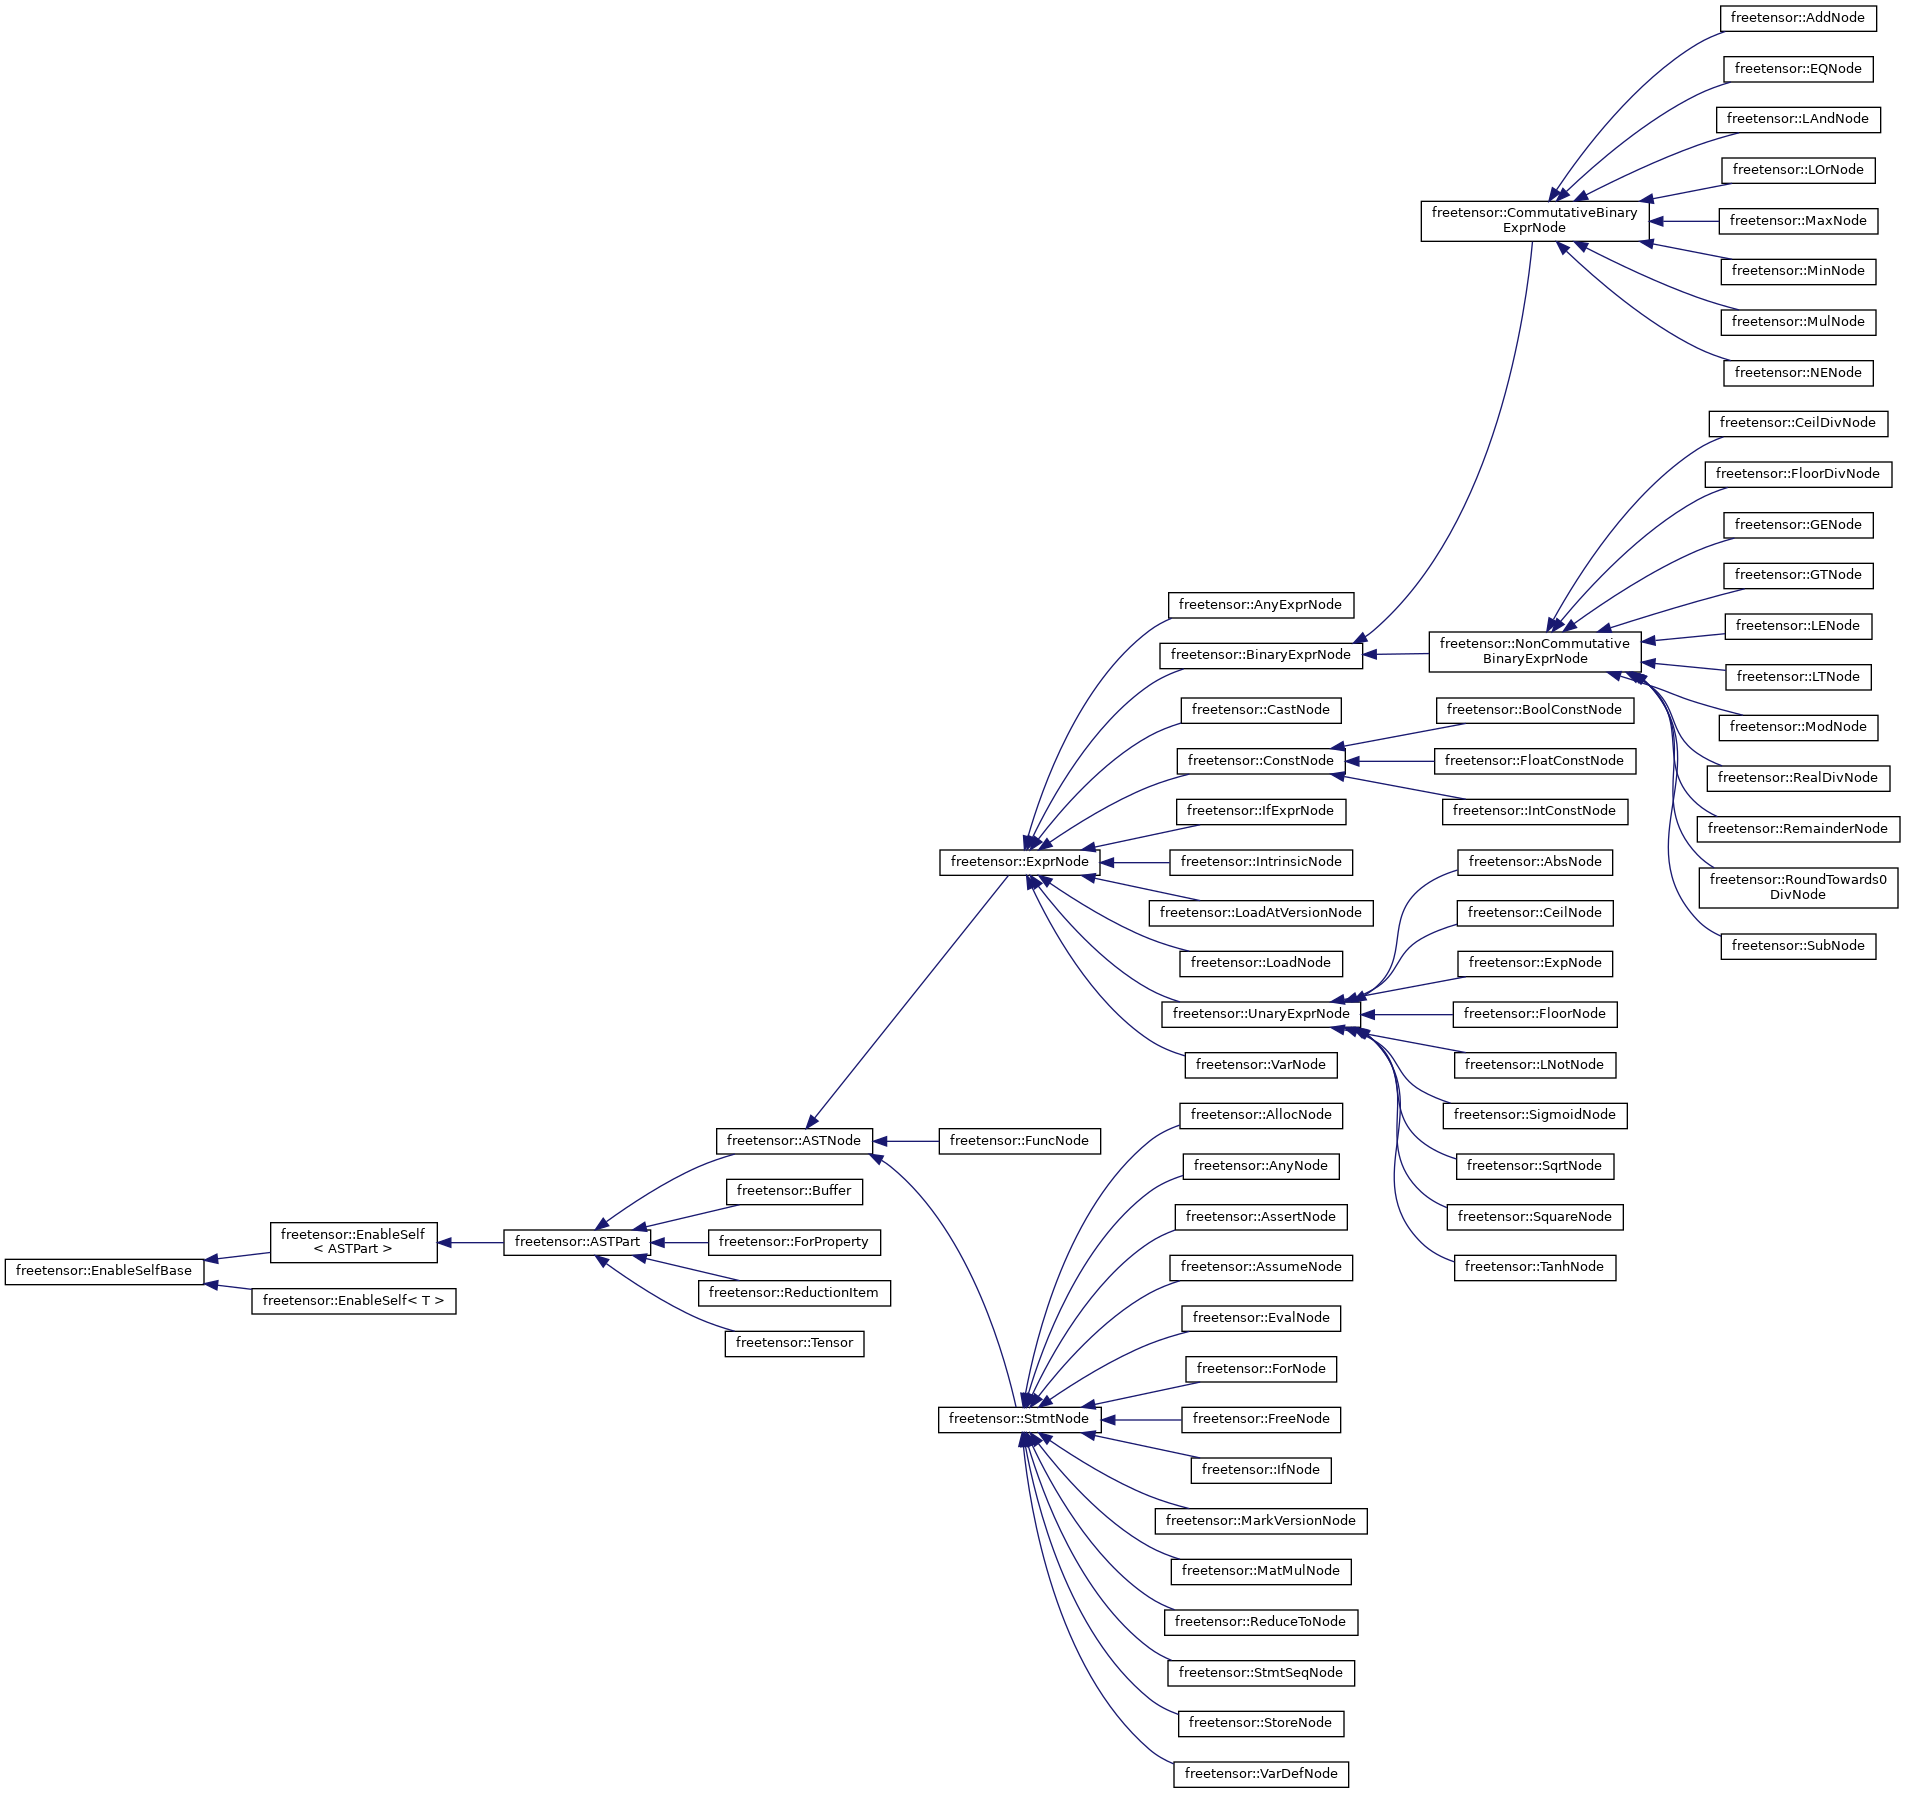 freetensor::AddNode
freetensor::EQNode
freetensor::LAndNode
freetensor::LOrNode
freetensor::CommutativeBinary
ExprNode
freetensor::MaxNode
freetensor::MinNode
freetensor::MulNode
freetensor::NENode
freetensor::CeilDivNode
freetensor::FloorDivNode
freetensor::GENode
freetensor::GTNode
freetensor::AnyExprNode
freetensor::LENode
freetensor::BinaryExprNode
freetensor::NonCommutative
BinaryExprNode
freetensor::LTNode
freetensor::CastNode
freetensor::BoolConstNode
freetensor::ModNode
freetensor::ConstNode
freetensor::FloatConstNode
freetensor::RealDivNode
freetensor::IfExprNode
freetensor::IntConstNode
freetensor::RemainderNode
freetensor::ExprNode
freetensor::IntrinsicNode
freetensor::AbsNode
freetensor::RoundTowards0
DivNode
freetensor::LoadAtVersionNode
freetensor::CeilNode
freetensor::SubNode
freetensor::LoadNode
freetensor::ExpNode
freetensor::UnaryExprNode
freetensor::FloorNode
freetensor::VarNode
freetensor::LNotNode
freetensor::AllocNode
freetensor::SigmoidNode
freetensor::ASTNode
freetensor::FuncNode
freetensor::AnyNode
freetensor::SqrtNode
freetensor::Buffer
freetensor::AssertNode
freetensor::SquareNode
freetensor::EnableSelf
< ASTPart >
freetensor::ASTPart
freetensor::ForProperty
freetensor::EnableSelfBase
freetensor::AssumeNode
freetensor::TanhNode
freetensor::EnableSelf< T >
freetensor::ReductionItem
freetensor::EvalNode
freetensor::Tensor
freetensor::ForNode
freetensor::StmtNode
freetensor::FreeNode
freetensor::IfNode
freetensor::MarkVersionNode
freetensor::MatMulNode
freetensor::ReduceToNode
freetensor::StmtSeqNode
freetensor::StoreNode
freetensor::VarDefNode